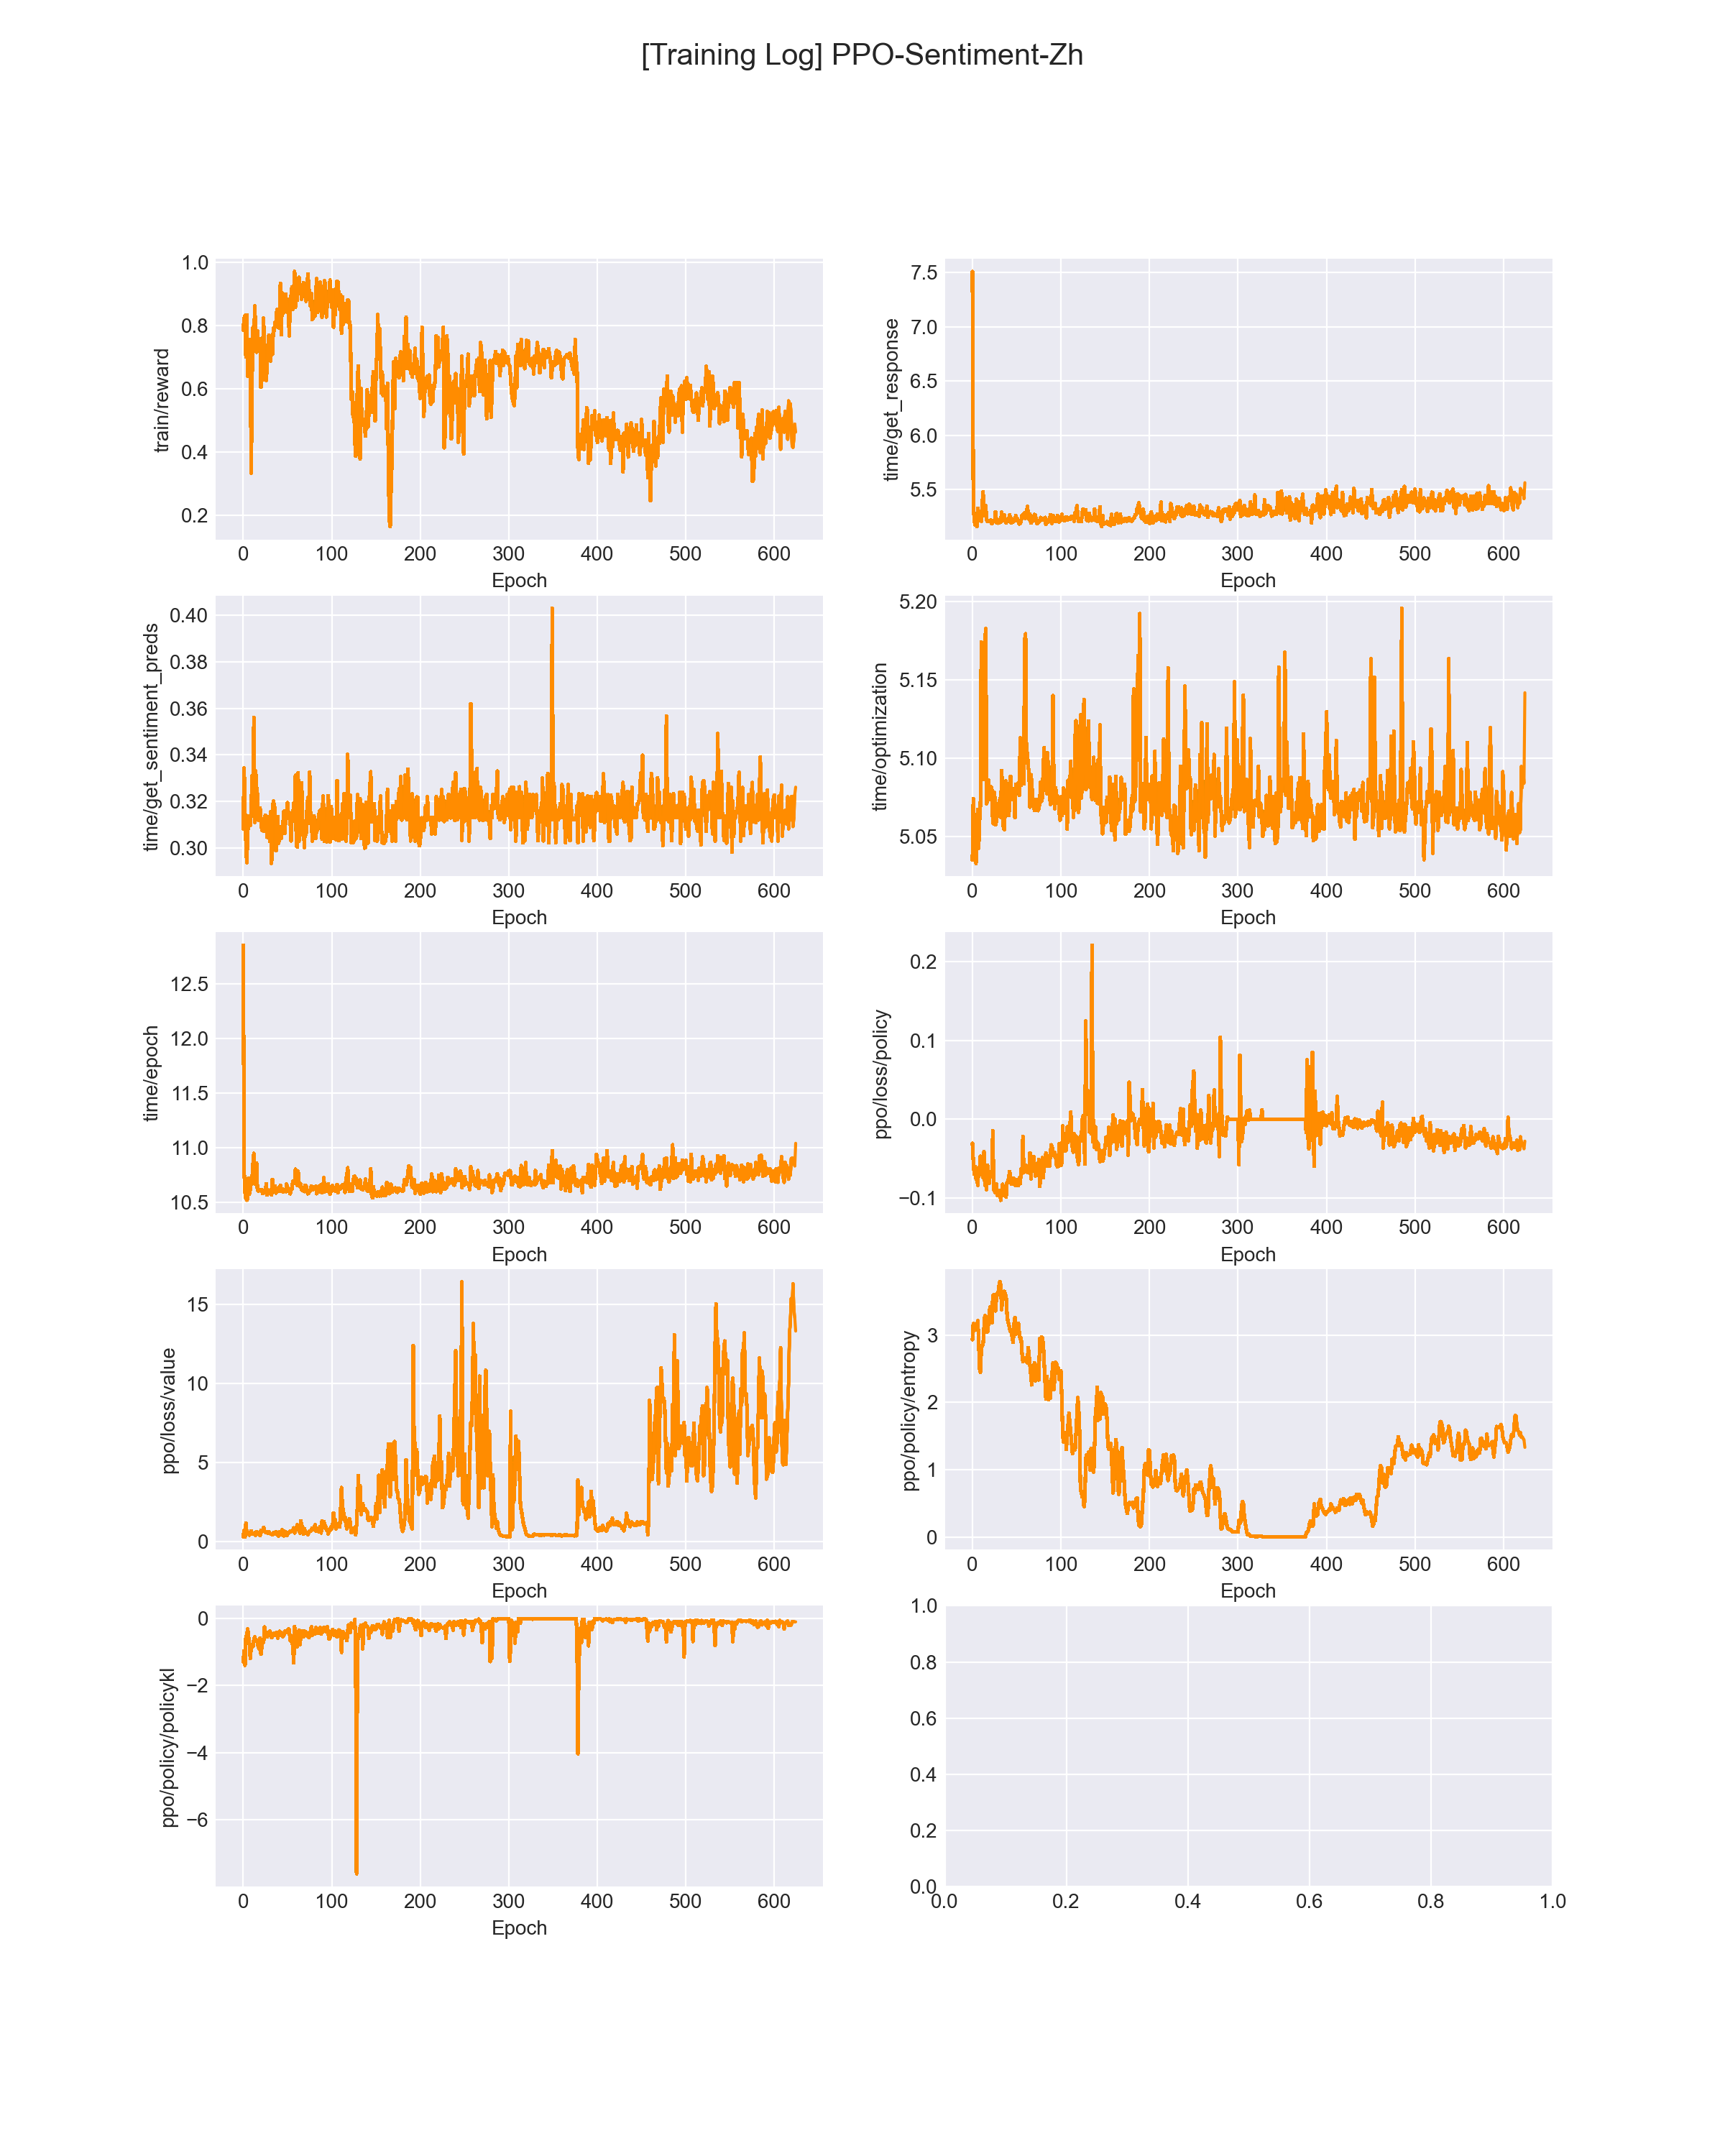 [Training Log] PPO-Sentiment-Zh
train/reward
1.0
0.8
0.6
0.4
0.2
0 100 200 300 400 500 600
Epoch
time/get_response
7.5
7.0
6.5
6.0
5.5
0 100 200 300 400 500 600
Epoch
time/get_sentiment_preds
0.40
0.38
0.36
0.34
0.32
0.30
0 100 200 300 400 500 600
Epoch
time/optimization
5.20
5.15
5.10
5.05
0 100 200 300 400 500 600
Epoch
time/epoch
12.5
12.0
11.5
11.0
10.5
0 100 200 300 400 500 600
Epoch
ppo/loss/policy
0.2
0.1
0.0
−0.1
0 100 200 300 400 500 600
Epoch
ppo/loss/value
15
10
5
0
0 100 200 300 400 500 600
Epoch
ppo/policy/entropy
3
2
1
0
0 100 200 300 400 500 600
Epoch
ppo/policy/policykl
0
−2
−4
−6
0 100 200 300 400 500 600
Epoch
1.0
0.8
0.6
0.4
0.2
0.0
0.0 0.2 0.4 0.6 0.8 1.0